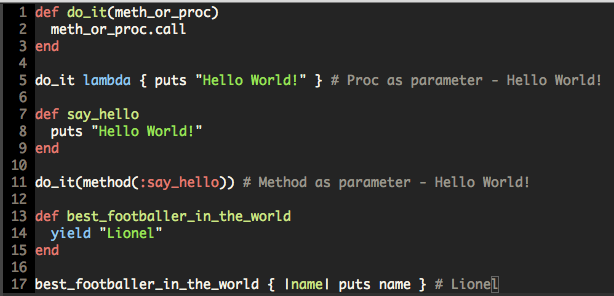 1 def do_it(meth_or_proc)
2   meth_or_proc.call
3 end
4
5 do_it lambda { puts "Hello World!" } # Proc as parameter - Hello World!
6
7 def say_hello
8   puts "Hello World!"
9 end
10
11 do_it(method(:say_hello)) # Method as parameter - Hello World!
12
13 def best_footballer_in_the_world
14   yield "Lionel"
15 end
16
17 best_footballer_in_the_world { |name| puts name } # Lionel